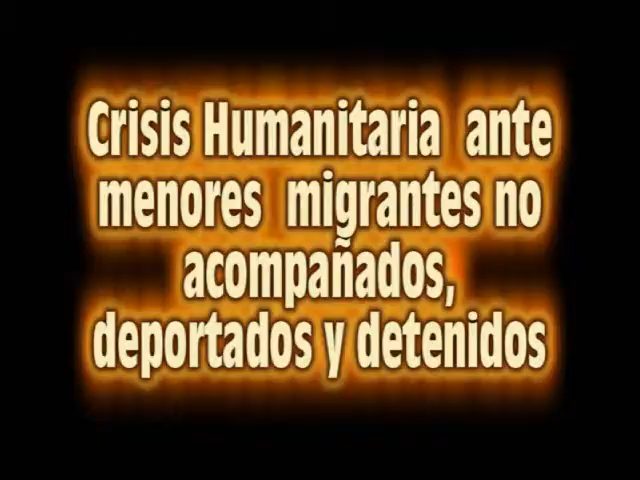 Crisis Humanitaria ante
menores migrantes no
acompañados,
deportados y detenidos